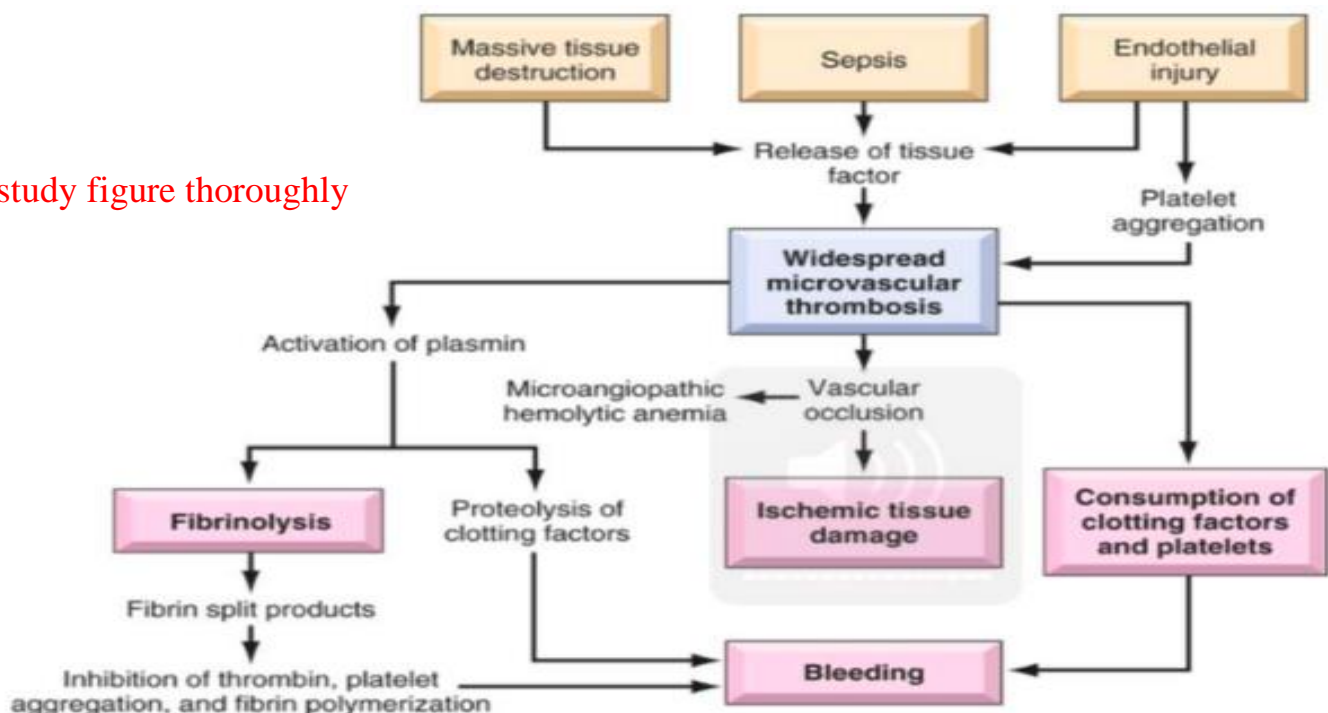 Massive tissue
destruction
Sepsis
Endothelial
injury
Release of tissue
factor
study figure thoroughly
Platelet
aggregation
Widespread
microvascular
thrombosis
Activation of plasmin
Microangiopathic
hemolytic anemia
Vascular
occlusion
Fibrinolysis
Proteolysis of
clotting factors
Ischemic tissue
damage
Consumption of
clotting factors
and platelets
Fibrin split products
Bleeding
Inhibition of thrombin, platelet
aggregation, and fibrin polymerization